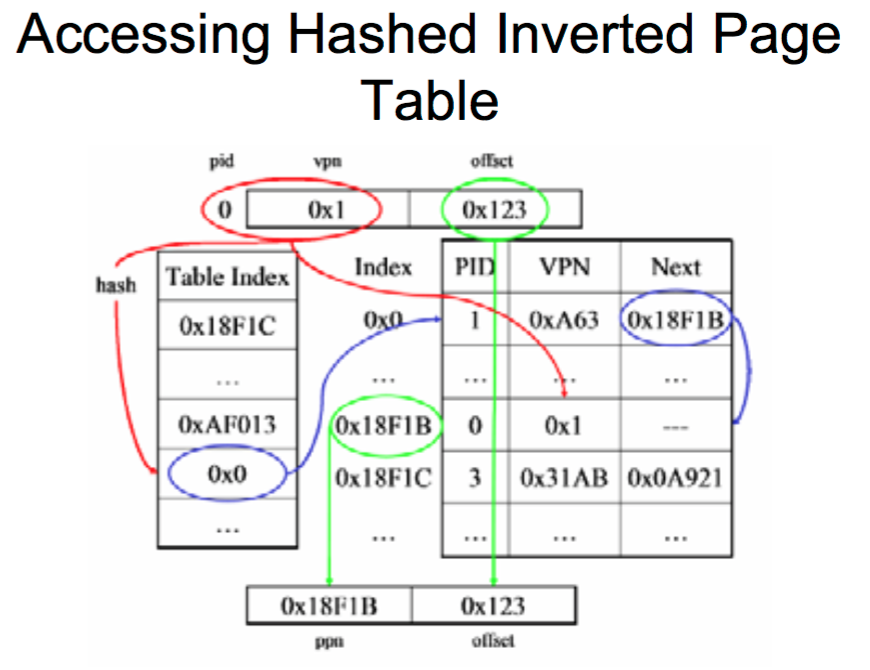 Accessing Hashed Inverted Page
Table
pid vpn offset
0 0x1 0x123
hash
Table Index Index PID VPN Next
0x18F1C 0x0 1 0xA63 0x18F1B
... ... ... ... ...
0xAF013 0x18F1B 0 0x1 ---
0x0 0x18F1C 3 0x31AB 0x0A921
... ... ... ... ...
0x18F1B 0x123
ppn offset